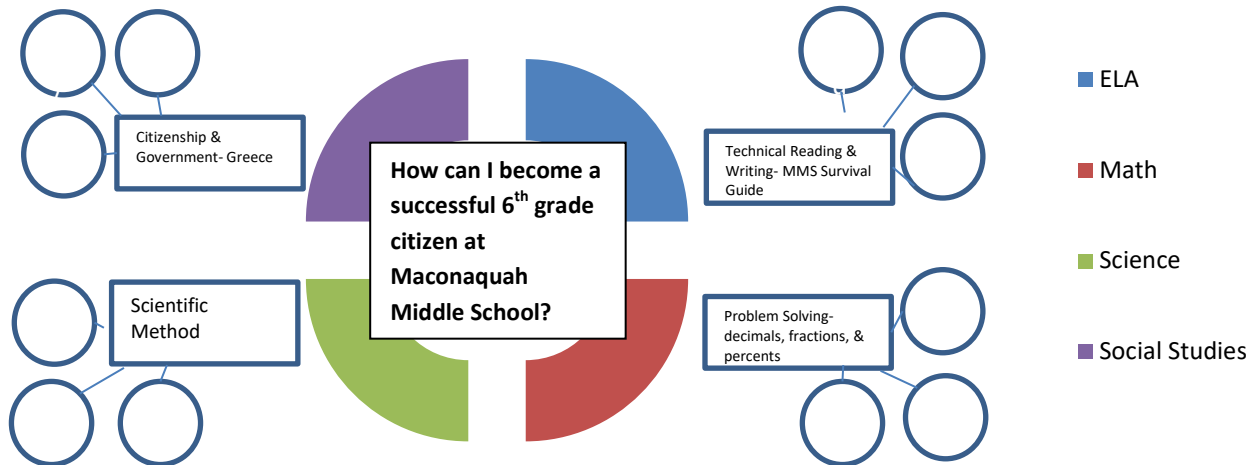 Citizenship &
Government- Greece
Technical Reading &
Writing- MMS Survival
Guide
How can I become a
successful 6th grade
citizen at
Maconaquah
Middle School?
Scientific
Method
Problem Solving-
decimals, fractions, &
percents
ELA
Math
Science
Social Studies